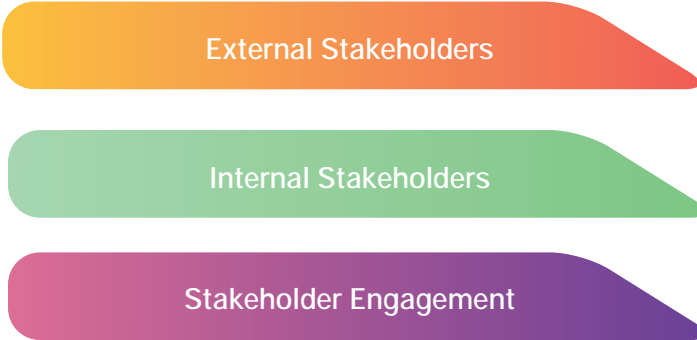 External Stakeholders
Internal Stakeholders
Stakeholder Engagement